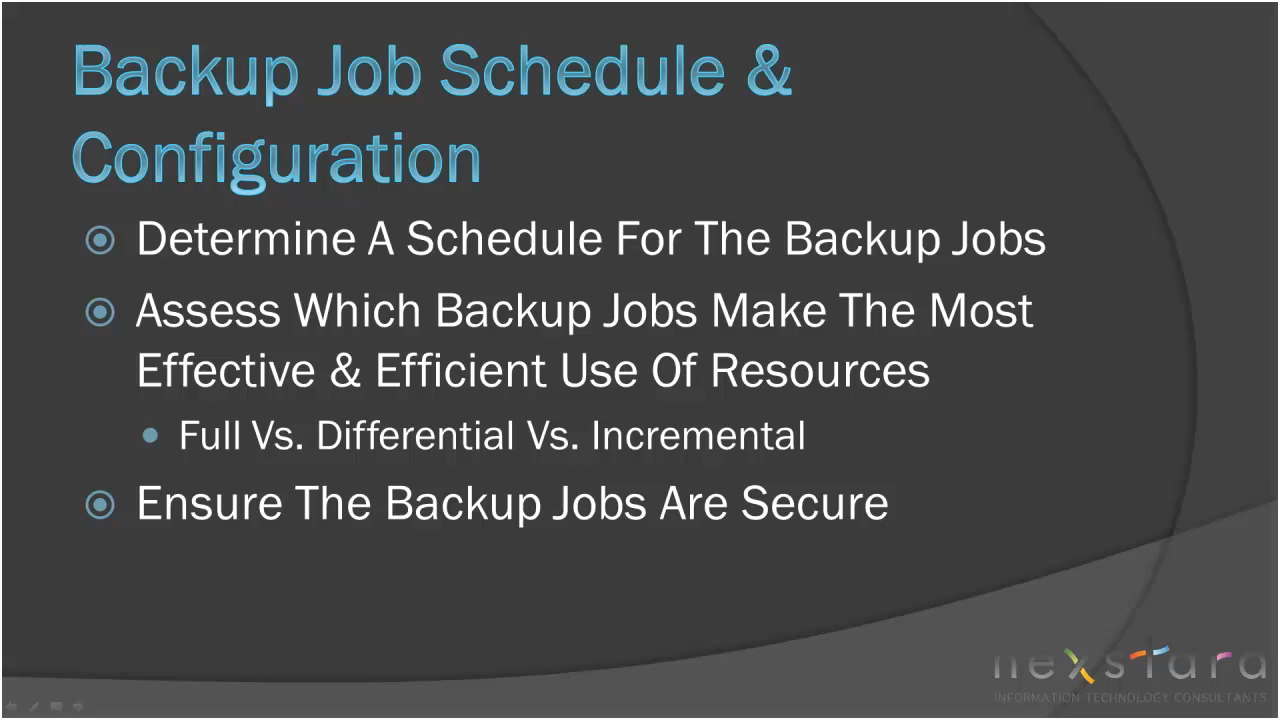 Backup Job Schedule &
Configuration
Determine A Schedule For The Backup Jobs
Assess Which Backup Jobs Make The Most
Effective & Efficient Use Of Resources
Full Vs. Differential Vs. Incremental
Ensure The Backup Jobs Are Secure
nexstara
INFORMATION TECHNOLOGY CONSULTANTS